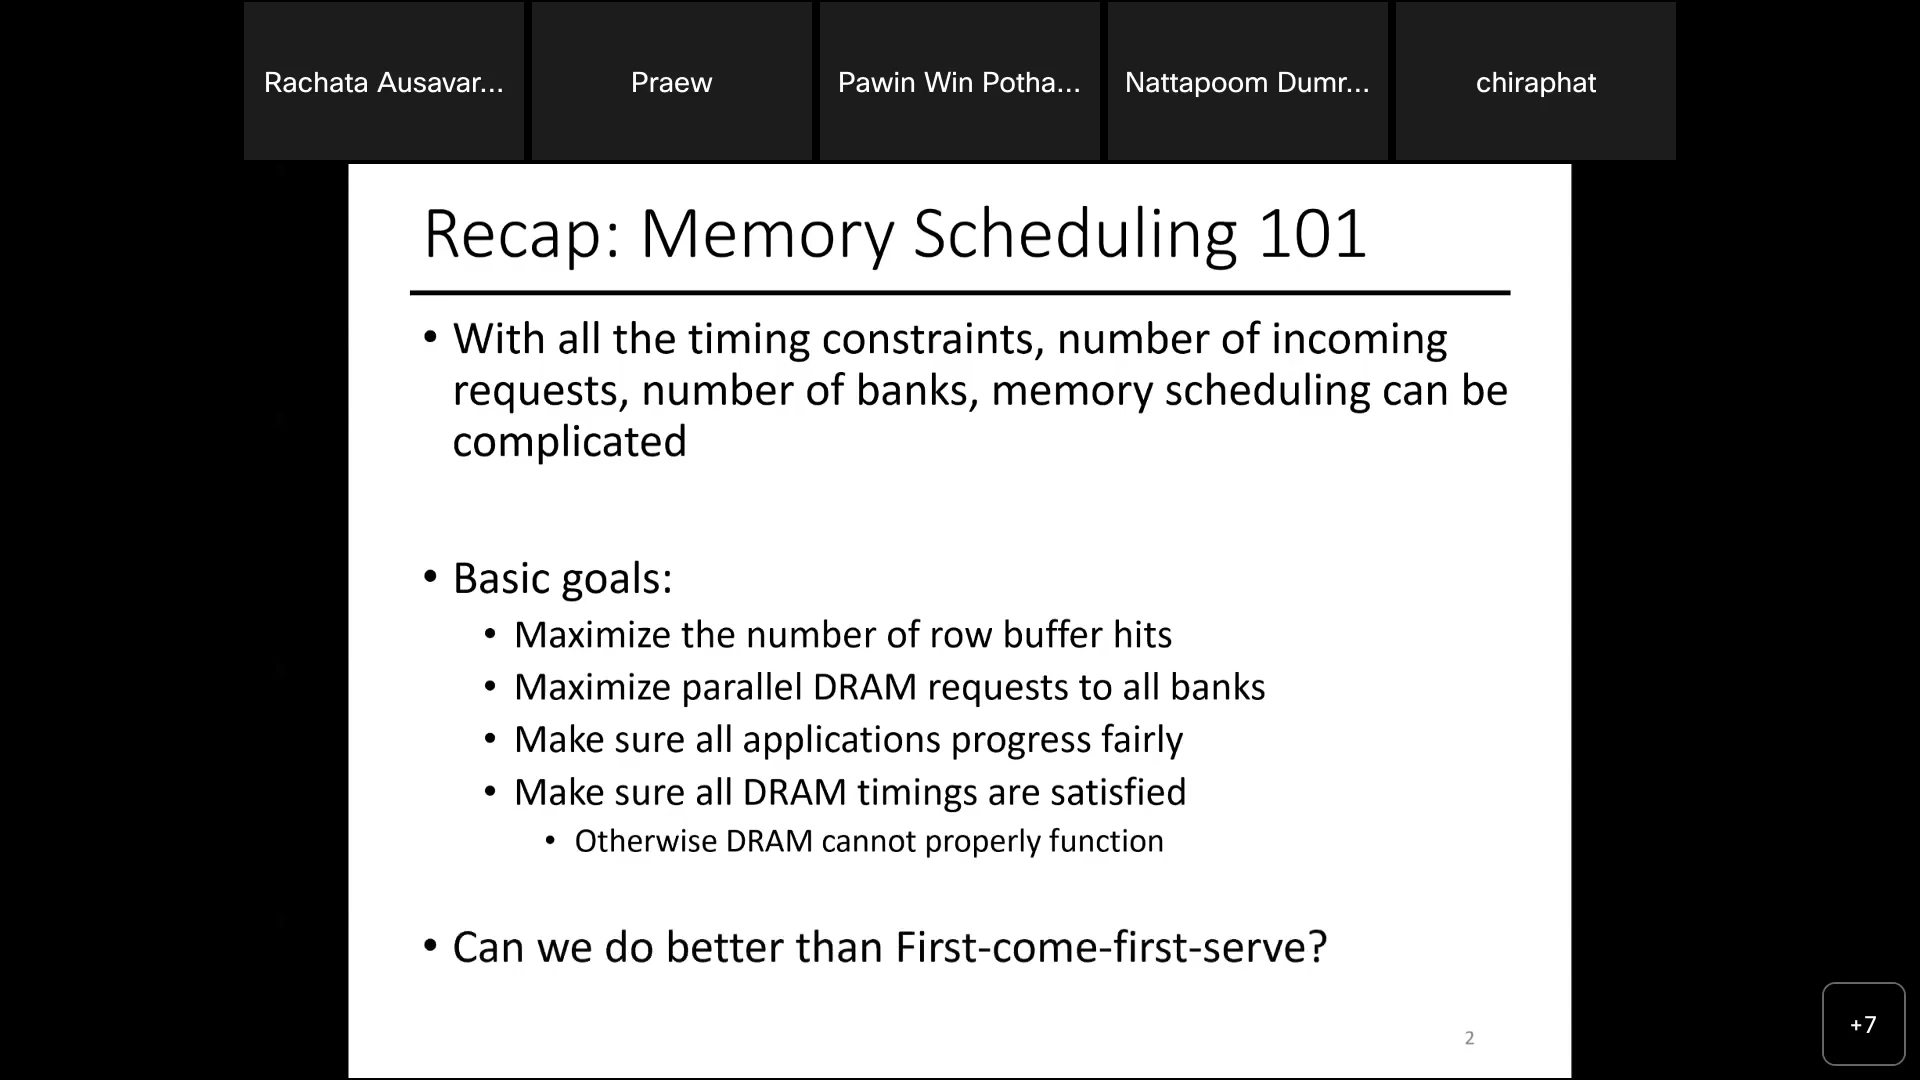 Rachata Ausavar...
Praew
Pawin Win Potha...
Nattapoom Dumr...
chiraphat
Recap: Memory Scheduling 101
• With all the timing constraints, number of incoming
requests, number of banks, memory scheduling can be
complicated
• Basic goals:
• Maximize the number of row buffer hits
• Maximize parallel DRAM requests to all banks
• Make sure all applications progress fairly
• Make sure all DRAM timings are satisfied
• Otherwise DRAM cannot properly function
• Can we do better than First-come-first-serve?
2
+7